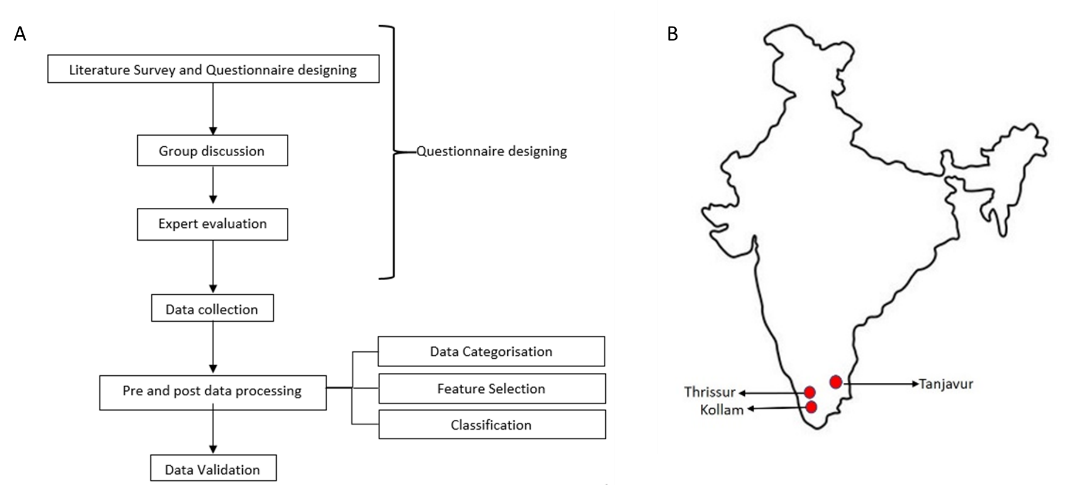 A
Literature Survey and Questionnaire designing
Group discussion
Questionnaire designing
Expert evaluation
Data collection
Pre and post data processing
Data Categorisation
Feature Selection
Classification
Data Validation
B
Thrissur
Kollam
Tanjavur